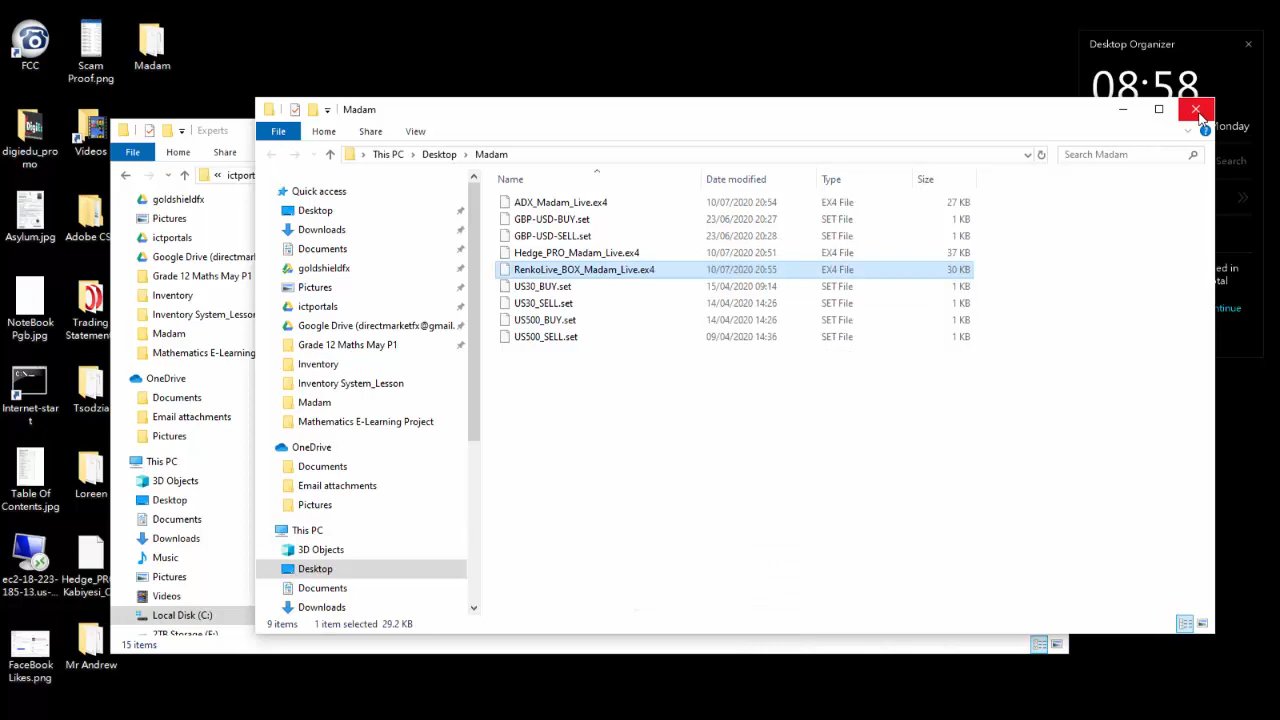 FCC
Scam
Proof.png
Madam
digiedu_pro
mo
Videos
Asylum.jpg
Adobe CS
NoteBook
Pgb.jpg
Trading
Statement
Internet-star
t
Tsodzia
Table Of
Contents.jpg
Loreen
ec2-18-223-
185-13.us-...
Hedge_PR
Kabiyesi_
FaceBook
Likes.png
Mr Andrew
Desktop Organizer
08:58
Monday
Search
ed in
tal
ntinue
Experts
File
Home
Share
« ictport
goldshieldfx
Pictures
ictportals
Google Drive (directmar
Grade 12 Maths May P1
Inventory
Inventory System_Lesson
Madam
Mathematics E-Learning
OneDrive
Documents
Email attachments
Pictures
This PC
3D Objects
Desktop
Documents
Downloads
Music
Pictures
Videos
Local Disk (C:)
2TB Storage (F:)
15 items
Madam
File
Home
Share
View
This PC
Desktop
Madam
Search Madam
Quick access
Desktop
Downloads
Documents
goldshieldfx
Pictures
ictportals
Google Drive (directmarketfx@gmail.
Grade 12 Maths May P1
Inventory
Inventory System_Lesson
Madam
Mathematics E-Learning Project
OneDrive
Documents
Email attachments
Pictures
This PC
3D Objects
Desktop
Documents
Downloads
Name Date modified Type Size
ADX_Madam_Live.ex4 10/07/2020 20:54 EX4 File 27 KB
GBP-USD-BUY.set 23/06/2020 20:27 SET File 1 KB
GBP-USD-SELL.set 23/06/2020 20:28 SET File 1 KB
Hedge_PRO_Madam_Live.ex4 10/07/2020 20:51 EX4 File 37 KB
RenkoLive_BOX_Madam_Live.ex4 10/07/2020 20:55 EX4 File 30 KB
US30_BUY.set 15/04/2020 09:14 SET File 1 KB
US30_SELL.set 14/04/2020 14:26 SET File 1 KB
US500_BUY.set 14/04/2020 14:26 SET File 1 KB
US500_SELL.set 09/04/2020 14:36 SET File 1 KB
9 items 1 item selected 29.2 KB